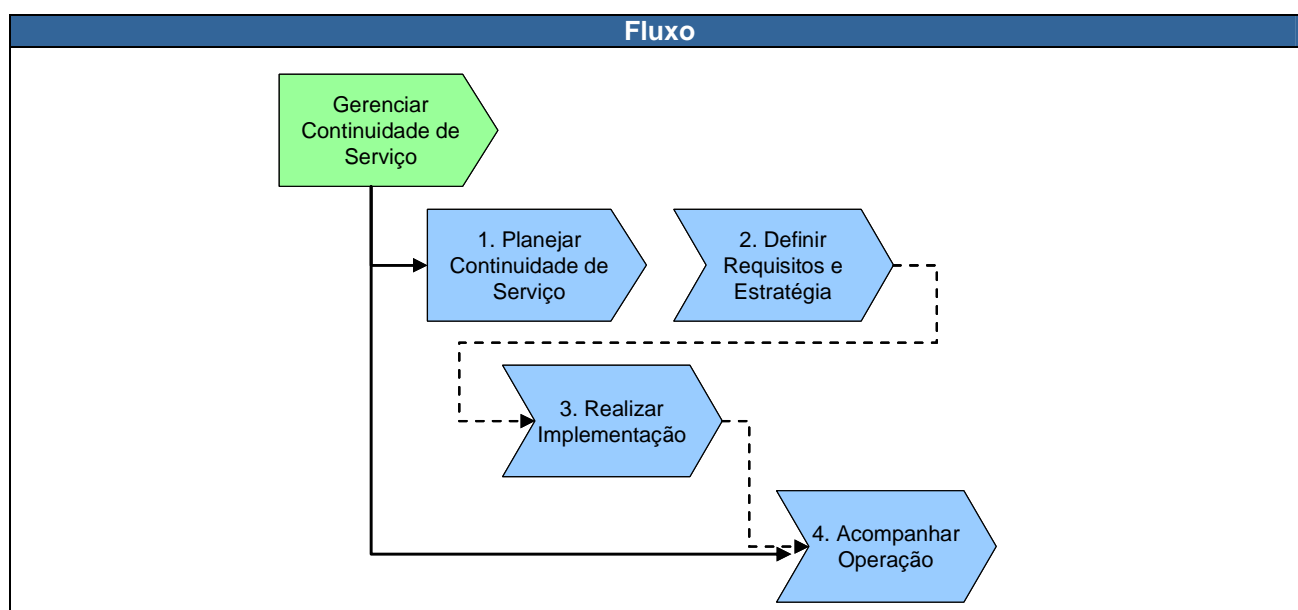 Fluxo
Gerenciar
Continuidade de
Serviço
1. Planejar
Continuidade de
Serviço
2. Definir
Requisitos e
Estratégia
3. Realizar
Implementação
4. Acompanhar
Operação